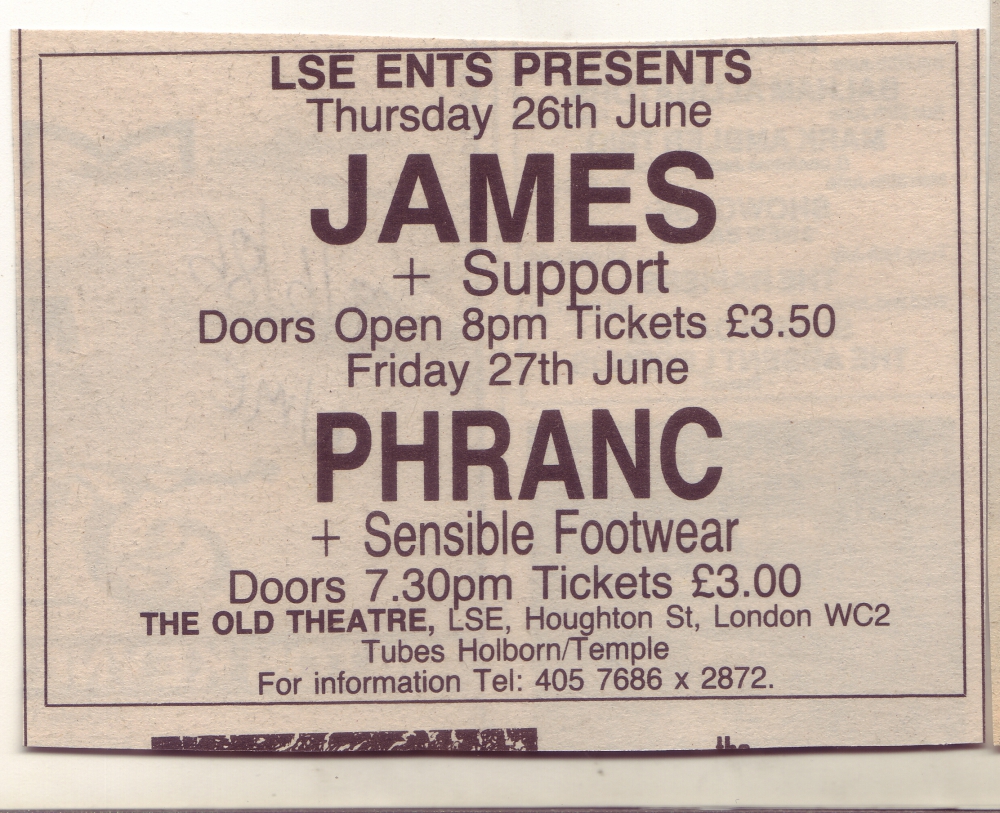 LSE ENTS PRESENTS
Thursday 26th June
JAMES
+ Support
Doors Open 8pm Tickets £3.50
Friday 27th June
PHRANC
+ Sensible Footwear
Doors 7.30pm Tickets £3.00
THE OLD THEATRE, LSE, Houghton St, London WC2
Tubes Holborn/Temple
For information Tel: 405 7686 x 2872.
the